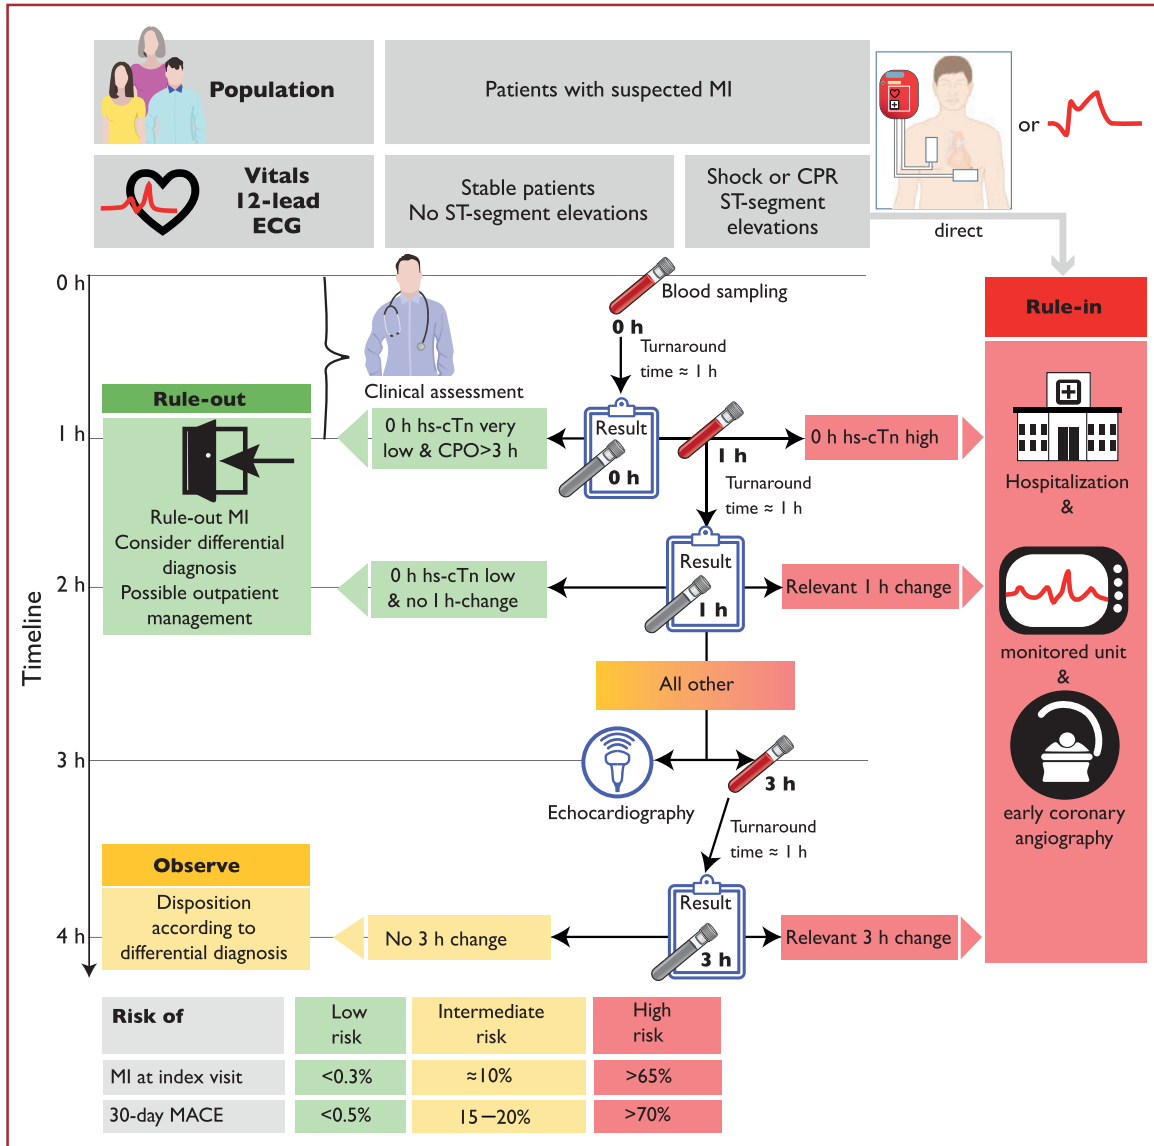 Population
Patients with suspected MI
or
Vitals
12-lead
ECG
Stable patients
No ST-segment elevations
Shock or CPR
ST-segment
elevations
direct
Timeline
0 h
1 h
2 h
3 h
4 h
Blood sampling
0 h
Turnaround
time ≈ 1 h
Clinical assessment
Rule-in
Rule-out
0 h hs-cTn very
low & CPO>3 h
Result
0 h
1 h
0 h hs-cTn high
Turnaround
time ≈ 1 h
Rule-out MI
Consider differential
diagnosis
Possible outpatient
management
Hospitalization
&
0 h hs-cTn low
& no 1 h-change
Result
1 h
Relevant 1 h change
monitored unit
&
All other
Echocardiography
3 h
early coronary
angiography
Turnaround
time ≈ 1 h
Observe
Disposition
according to
differential diagnosis
No 3 h change
Result
3 h
Relevant 3 h change
Risk of
Low
risk
Intermediate
risk
High
risk
MI at index visit
<0.3%
≈10%
>65%
30-day MACE
<0.5%
15—20%
>70%